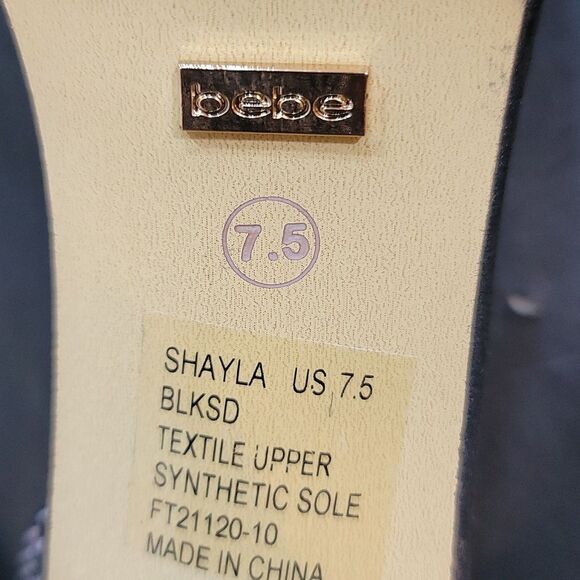 bebe
7.5
SHAYLA US 7.5
BLKSD
TEXTILE UPPER
SYNTHETIC SOLE
FT21120-10
MADE IN CHINA